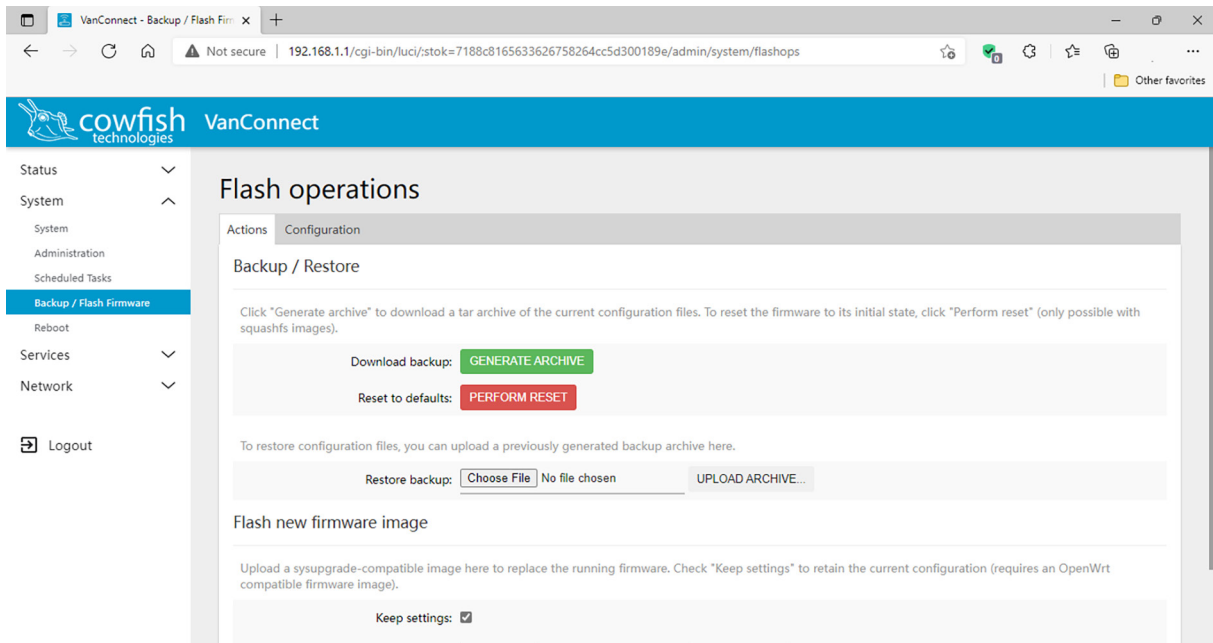 VanConnect - Backup / Flash Firm
Not secure
192.168.1.1/cgi-bin/luci/;stok=7188c8165633626758264cc5d300189e/admin/system/flashops
0
Other favorites
cowfish
technologies
VanConnect
Status
System
System
Administration
Scheduled Tasks
Backup / Flash Firmware
Reboot
Services
Network
Logout
Flash operations
Actions Configuration
Backup / Restore
Click "Generate archive" to download a tar archive of the current configuration files. To reset the firmware to its initial state, click "Perform reset" (only possible with
squashfs images).
Download backup: GENERATE ARCHIVE
Reset to defaults: PERFORM RESET
To restore configuration files, you can upload a previously generated backup archive here.
Restore backup: Choose File No file chosen UPLOAD ARCHIVE...
Flash new firmware image
Upload a sysupgrade-compatible image here to replace the running firmware. Check "Keep settings" to retain the current configuration (requires an OpenWrt
compatible firmware image).
Keep settings: